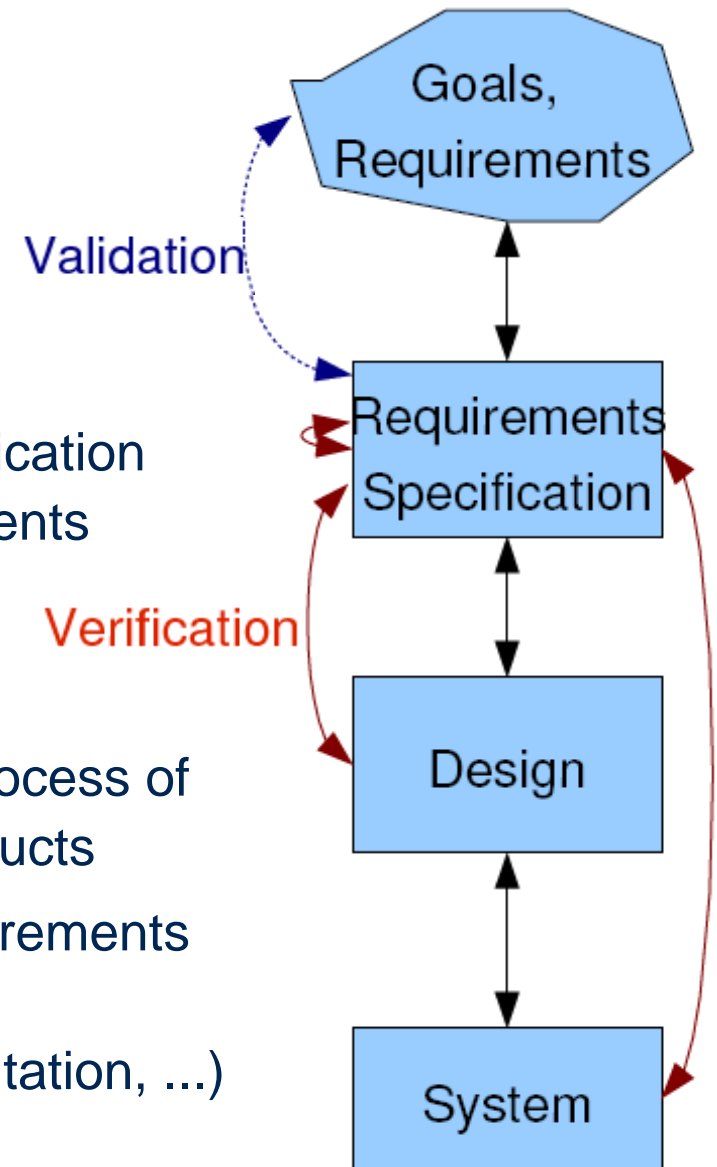 Goals,
Requirements
Validation
Requirements
ication
Specification
ents
Verification
Design
ocess of
ucts
rements
tation, ...)
System